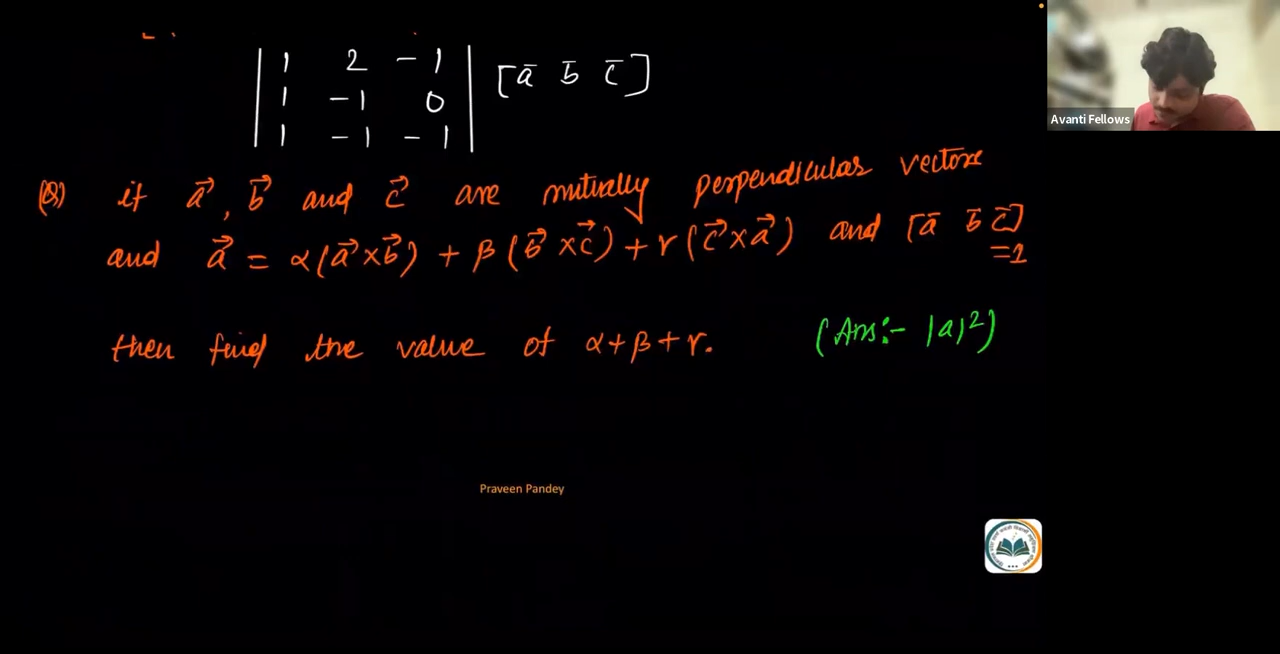 | 1 2 -1 |
| 1 -1 0 | [a̅ b̅ c̅]
| 1 -1 -1 |
Avanti Fellows
(Q) if a⃗, b⃗ and c⃗ are mutually perpendicular vectors
and a⃗ = α(a⃗×b⃗) + β(b⃗×c⃗) + r(c⃗×a⃗) and [a̅ b̅ c̅] =1
then find the value of α+β+r. (Ans:- |a|²)
Praveen Pandey